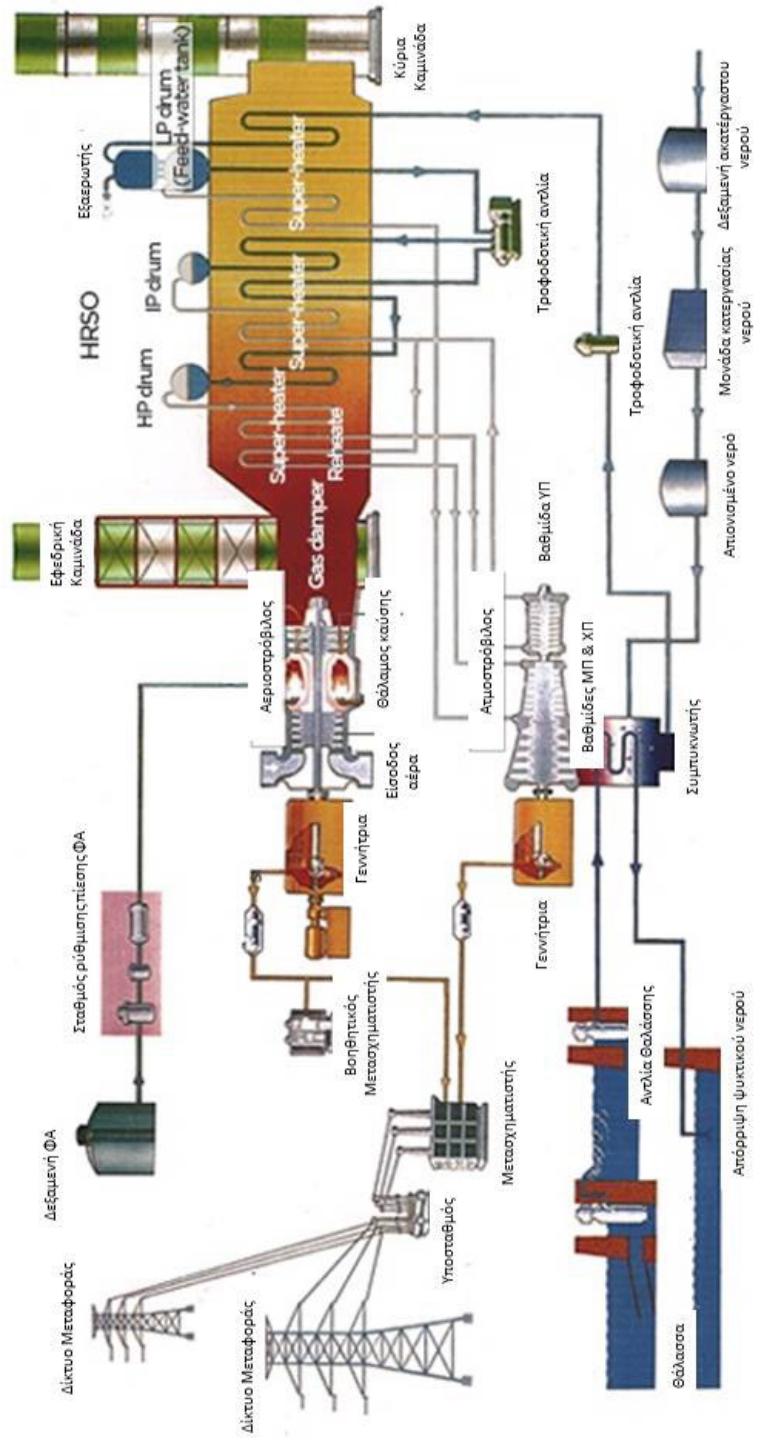 Δίκτυο Μεταφοράς
Δεξαμενή ΦΑ
Σταθμός ρύθμισης πίεσης ΦΑ
Εφεδρική
Καμινάδα
HRSO
HP drum
IP drum
Εξαερωτής
LP drum
(Feed-water tank)
Κύρια
Καμινάδα
Δίκτυο Μεταφοράς
Υποσταθμός
Μετασχηματιστής
Βοηθητικός
Μετασχηματιστής
Γεννήτρια
Είσοδος
αέρα
Αεριοστρόβιλος
Θάλαμος καύσης
Gas damper
Super-heater
Reheate
Super-heater
Super-heater
Τροφοδοτική αντλία
Γεννήτρια
Ατμοστρόβιλος
Βαθμίδες ΜΠ & ΧΠ
Βαθμίδα ΥΠ
Τροφοδοτική αντλία
Θάλασσα
Αντλία Θαλάσσης
Απόρριψη ψυκτικού νερού
Συμπυκνωτής
Απιονισμένο νερό
Μονάδα κατεργασίας
νερού
Δεξαμενή ακατέργαστου
νερού